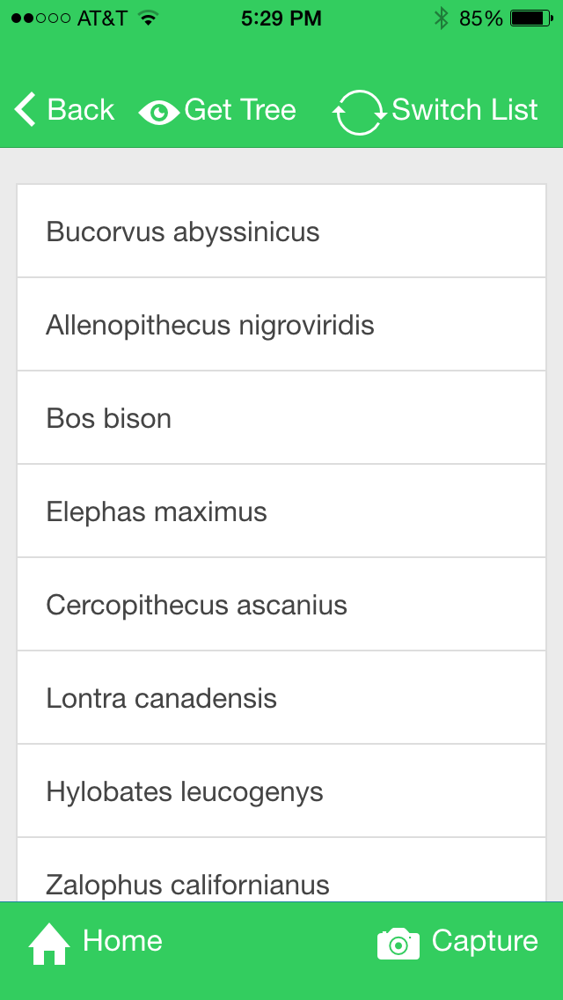 AT&T 5:29 PM 85%
Back Get Tree Switch List
Bucorvus abyssinicus
Allenopithecus nigroviridis
Bos bison
Elephas maximus
Cercopithecus ascanius
Lontra canadensis
Hylobates leucogenys
Zalophus californianus
Home Capture